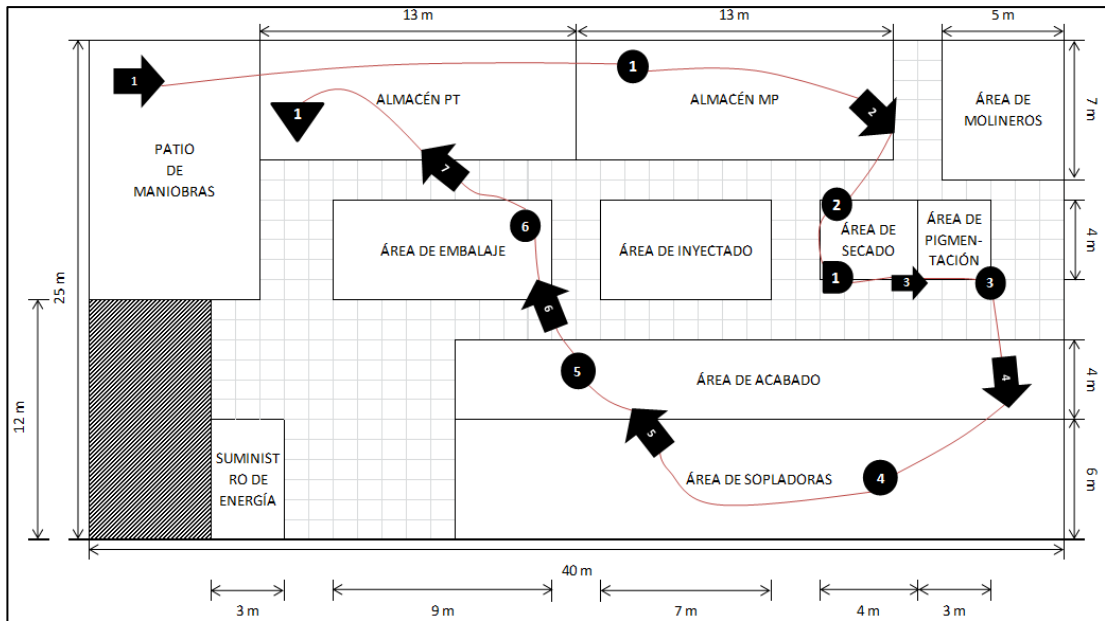 13 m
13 m
5 m
1
1
ALMACÉN PT
ALMACÉN MP
1
2
ÁREA DE
MOLINEROS
7 m
PATIO
DE
MANIOBRAS
7
2
6
ÁREA DE EMBALAJE
ÁREA DE INYECTADO
ÁREA DE
SECADO
ÁREA DE
PIGMEN-
TACIÓN
4 m
1
3
3
25 m
6
5
ÁREA DE ACABADO
4
4 m
12 m
5
SUMINIST
RO DE
ENERGÍA
ÁREA DE SOPLADORAS
4
6 m
40 m
3 m
9 m
7 m
4 m
3 m